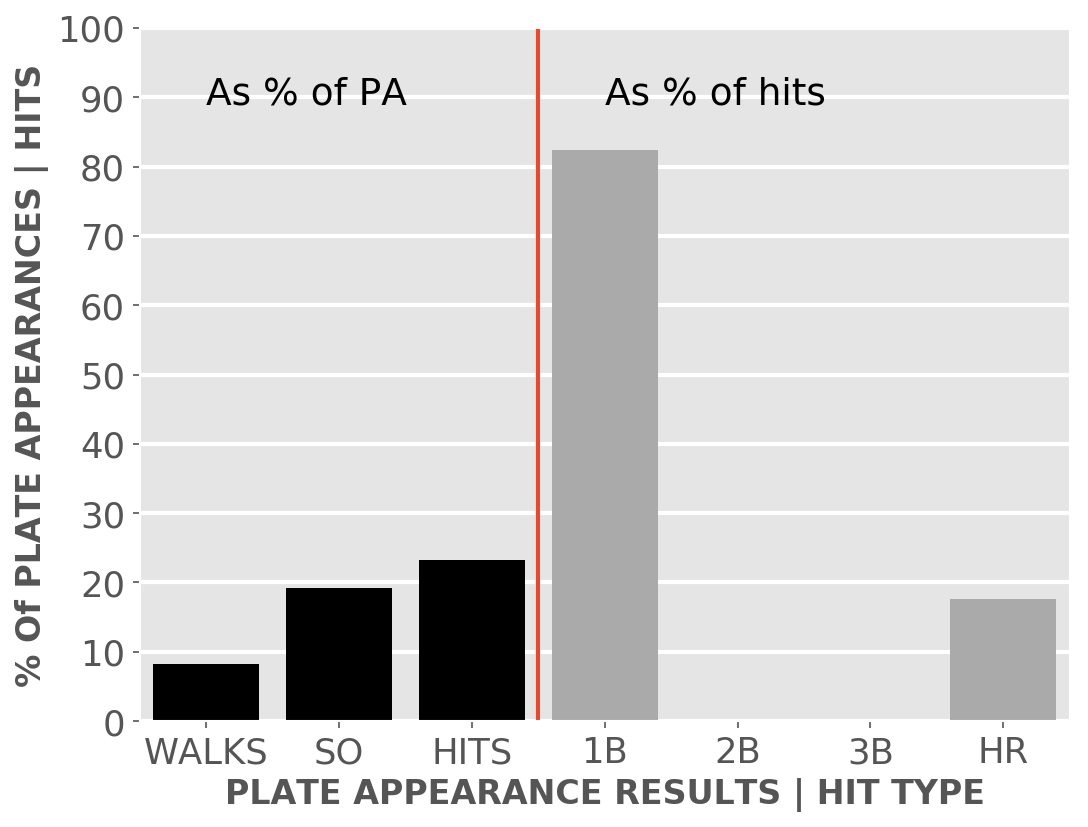 % Of PLATE APPEARANCES | HITS
100
90
80
70
60
50
40
30
20
10
0
As % of PA
As % of hits
WALKS SO HITS 1B 2B 3B HR
PLATE APPEARANCE RESULTS | HIT TYPE